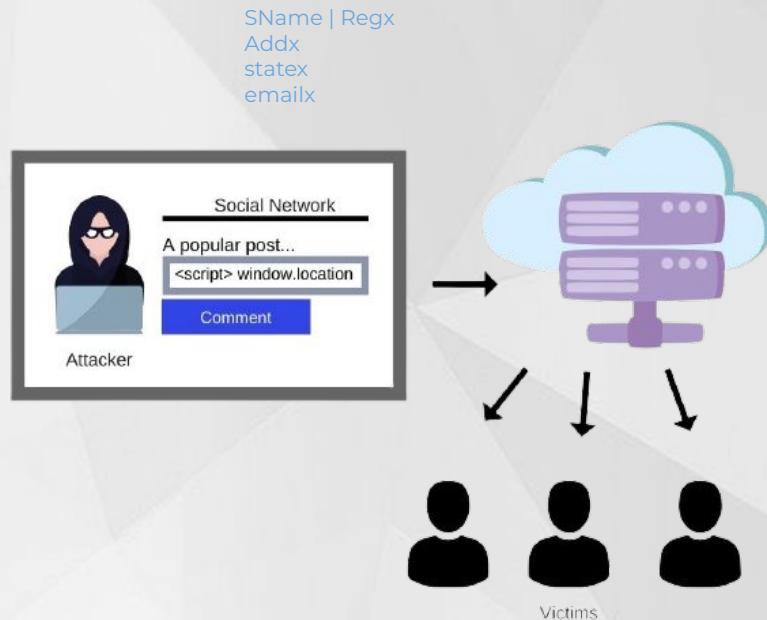 SName | Regx
Addx
statex
emailx
Social Network
A popular post...
<script> window.location
Comment
Attacker
Victims